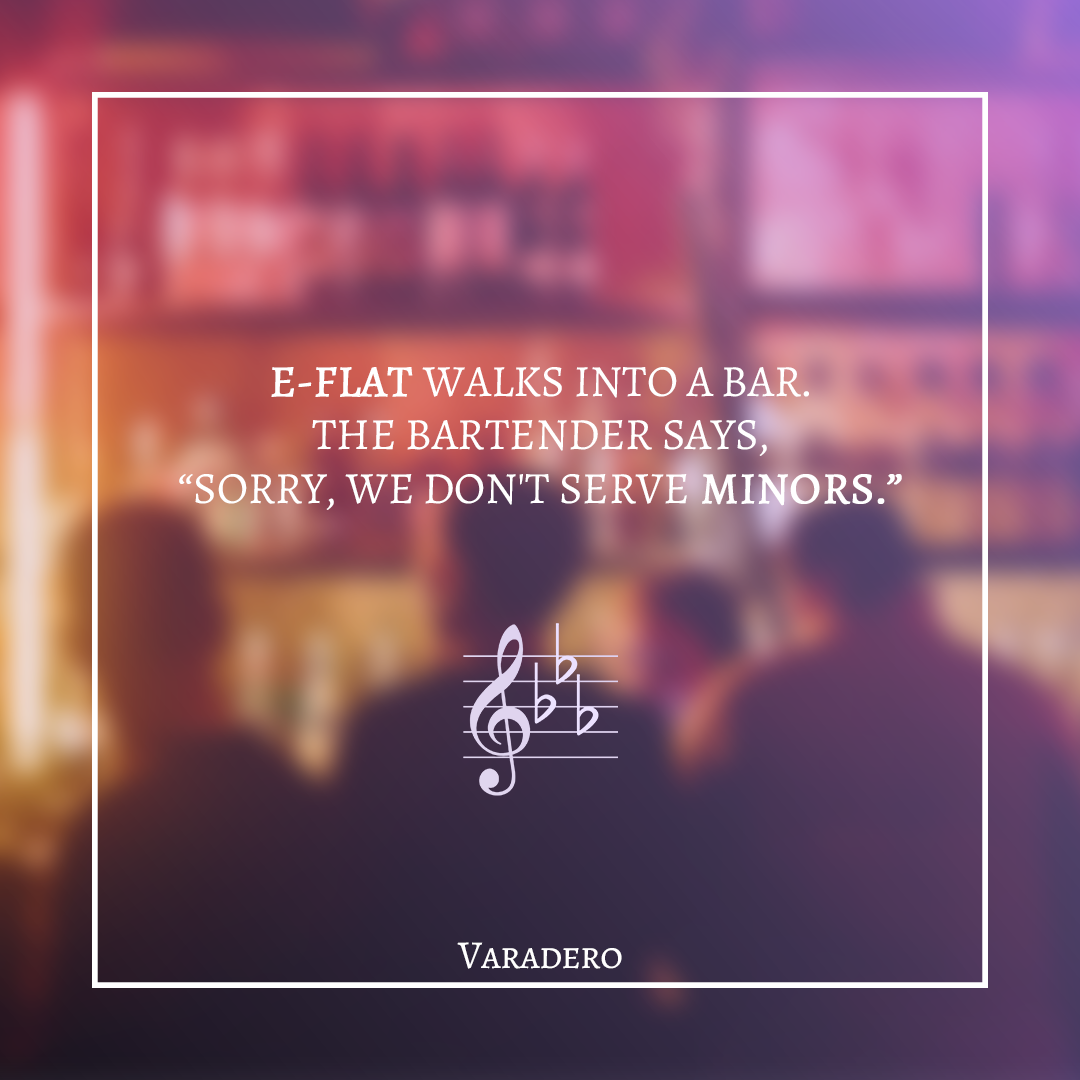 E-FLAT WALKS INTO A BAR.
THE BARTENDER SAYS,
“SORRY, WE DON'T SERVE MINORS.”
VARADERO